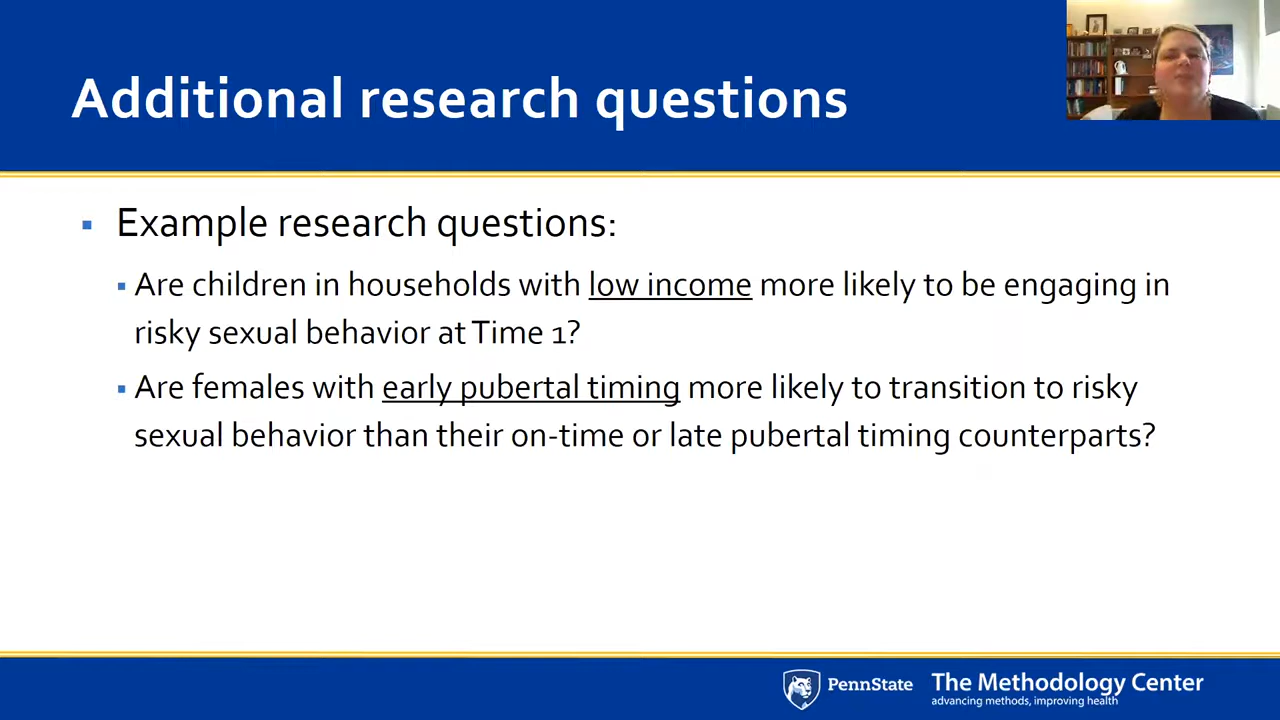 Additional research questions
Example research questions:
Are children in households with low income more likely to be engaging in
risky sexual behavior at Time 1?
Are females with early pubertal timing more likely to transition to risky
sexual behavior than their on-time or late pubertal timing counterparts?
PennState
The Methodology Center
advancing methods, improving health